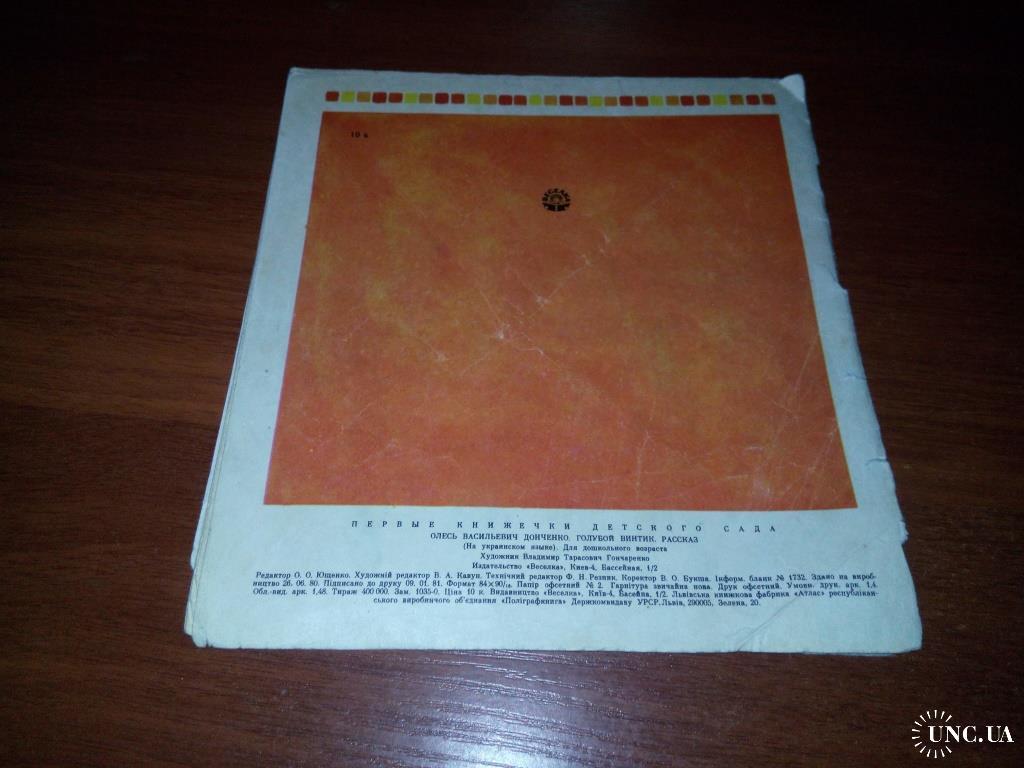 10 к
ВЕСЕЛКА
ПЕРВЫЕ КНИЖЕЧКИ ДЕТСКОГО САДА
ОЛЕСЬ ВАСИЛЬЕВИЧ ДОНЧЕНКО. ГОЛУБОЙ ВИНТИК. РАССКАЗ
(На украинском языке). Для дошкольного возраста
Художник Владимир Тарасович Гончаренко
Издательство «Веселка», Киев-4, Бассейная, 1/2
Редактор О. О. Ющенко. Художній редактор В. А. Кавун. Технічний редактор Ф. Н. Резник. Коректор В. О. Букша. Інформ. бланк № 1732. Здано на вироб-
ництво 26. 06. 80. Підписано до друку 09. 01. 81. Формат 84×90/16. Папір офсетний № 2. Гарнітура звичайна нова. Друк офсетний. Умовн. друк. арк. 1,4.
Обл.-вид. арк. 1,48. Тираж 400 000. Зам. 1035-0. Ціна 10 к. Видавництво «Веселка», Київ-4, Басейна, 1/2. Львівська книжкова фабрика «Атлас» республікан-
ського виробничого об'єднання «Поліграфкнига» Держкомвидаву УРСР. Львів, 290005, Зелена, 20.
UNC.UA